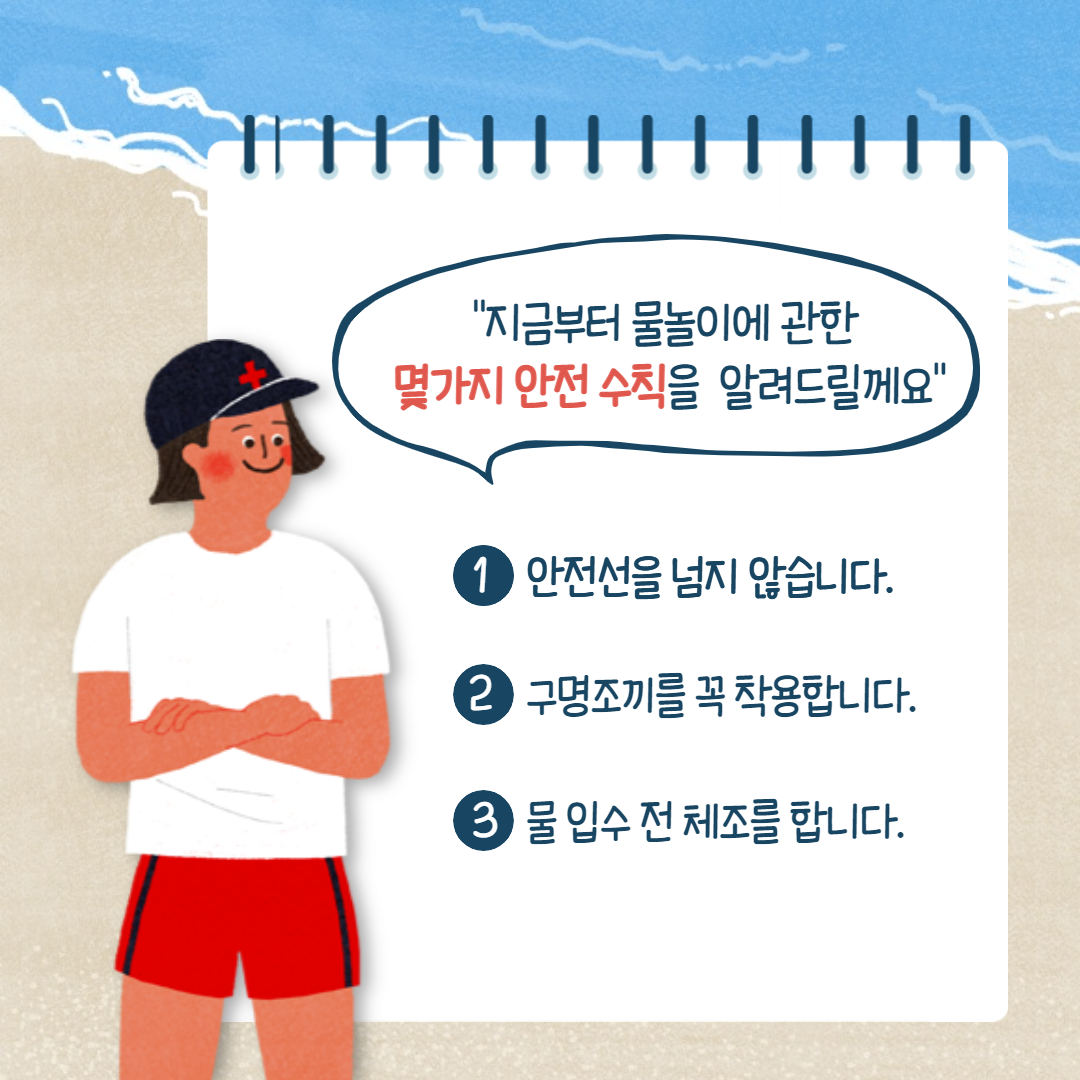 "지금부터 물놀이에 관한
몇가지 안전 수칙을 알려드릴께요"
1 안전선을 넘지 않습니다.
2 구명조끼를 꼭 착용합니다.
3 물 입수 전 체조를 합니다.